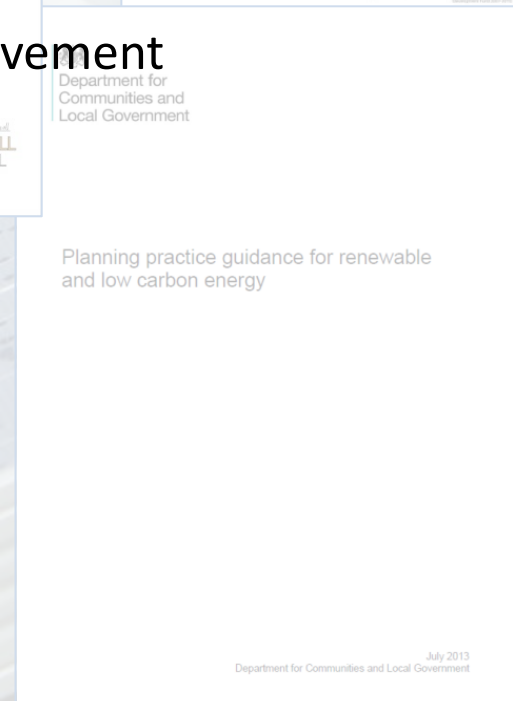 vement
Department for
Communities and
Local Government
Planning practice guidance for renewable
and low carbon energy
July 2013
Department for Communities and Local Government